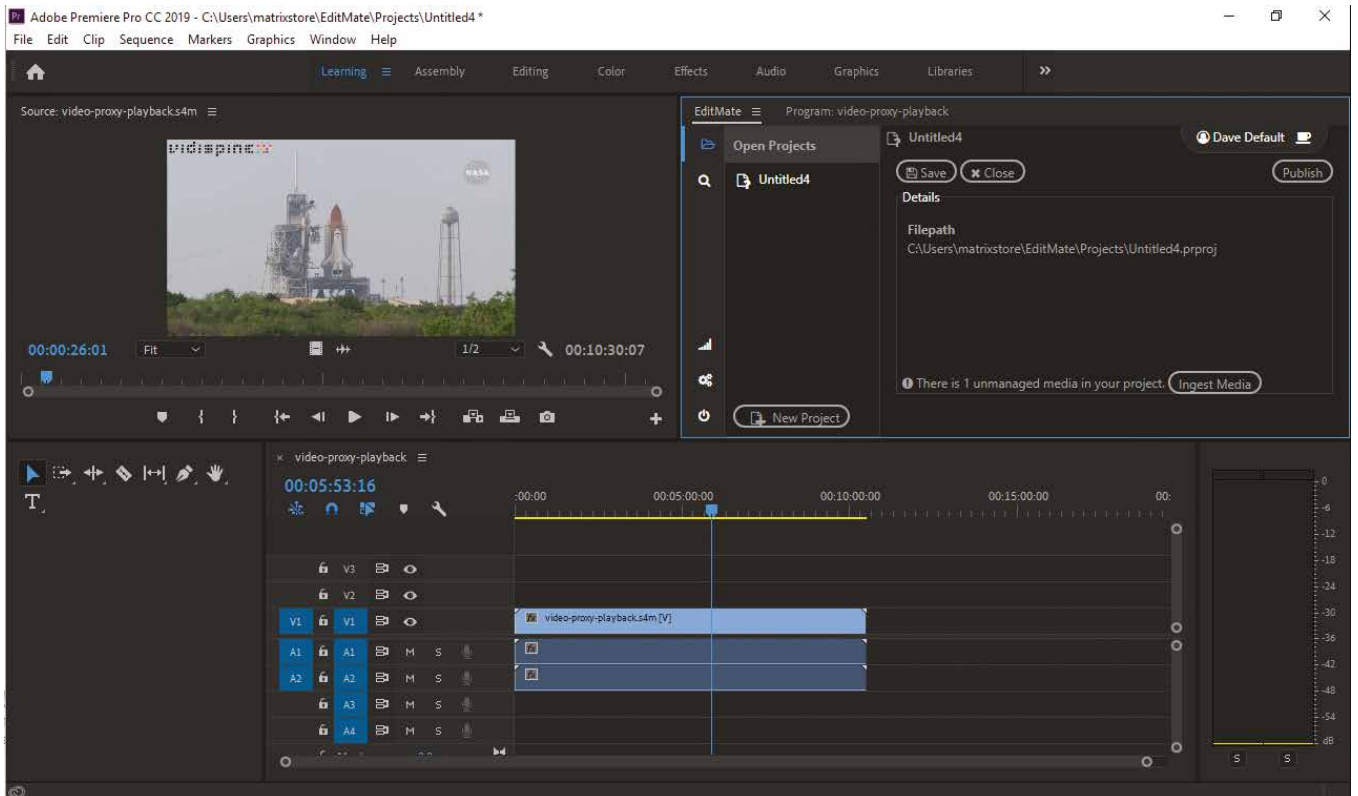 Pr Adobe Premiere Pro CC 2019 - C:\Users\matrixstore\EditMate\Projects\Untitled4 *
File Edit Clip Sequence Markers Graphics Window Help
Learning Assembly Editing Color Effects Audio Graphics Libraries
Source: video-proxy-playback.s4m
vidispine
NASA
00:00:26:01 Fit 1/2 00:10:30:07
EditMate Program: video-proxy-playback
Open Projects
Untitled4
New Project
Untitled4
Dave Default
Save Close Publish
Details
Filepath
C:\Users\matrixstore\EditMate\Projects\Untitled4.prproj
There is 1 unmanaged media in your project. Ingest Media
T
× video-proxy-playback
00:05:53:16
:00:00 00:05:00:00 00:10:00:00 00:15:00:00 00:
V3
V2
V1 V1 fx video-proxy-playback.s4m [V]
A1 A1 M S fx
A2 A2 M S fx
A3 M S
A4 M S
0
-6
-12
-18
-24
-30
-36
-42
-48
-54
dB
S S